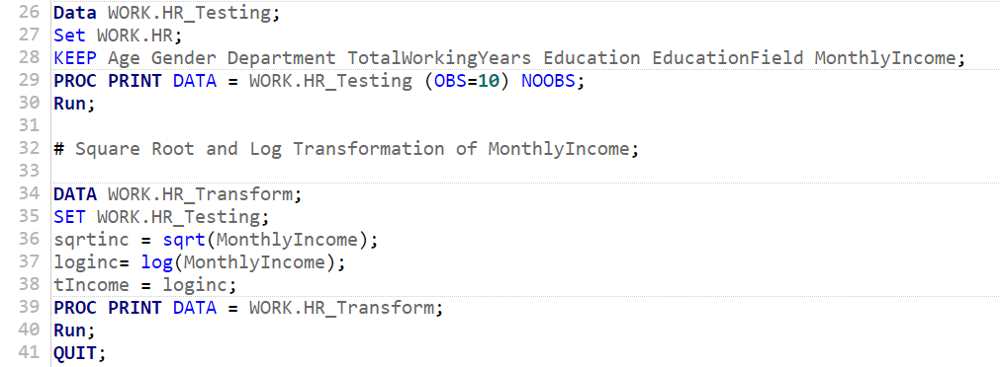 26 Data WORK.HR_Testing;
27 Set WORK.HR;
28 KEEP Age Gender Department TotalWorkingYears Education EducationField MonthlyIncome;
29 PROC PRINT DATA = WORK.HR_Testing (OBS=10) NOOBS;
30 Run;
31
32 # Square Root and Log Transformation of MonthlyIncome;
33
34 DATA WORK.HR_Transform;
35 SET WORK.HR_Testing;
36 sqrtinc = sqrt(MonthlyIncome);
37 loginc= log(MonthlyIncome);
38 tIncome = loginc;
39 PROC PRINT DATA = WORK.HR_Transform;
40 Run;
41 QUIT;